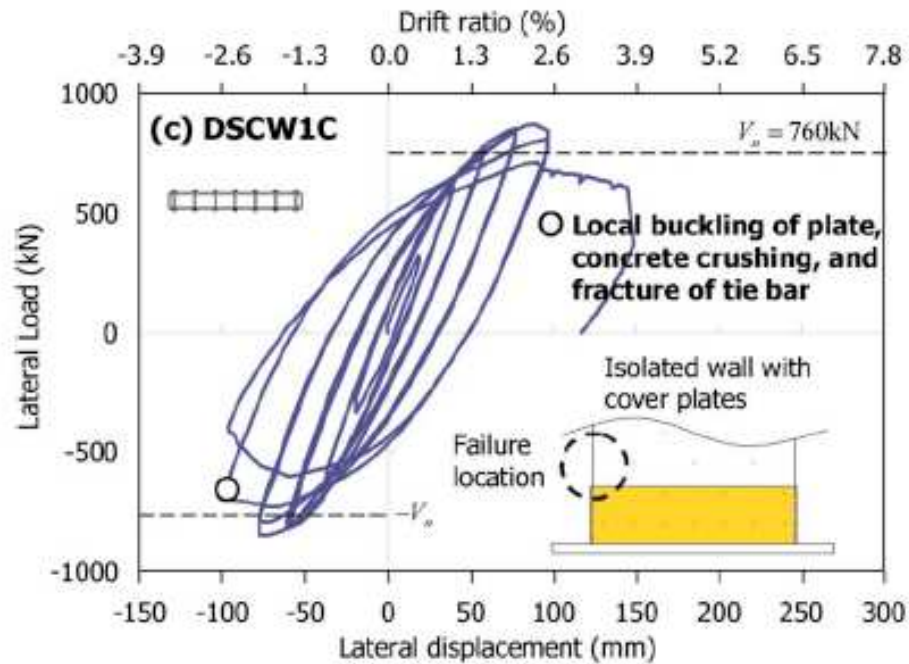 Drift ratio (%)
-3.9 -2.6 -1.3 0.0 1.3 2.6 3.9 5.2 6.5 7.8
1000
(c) DSCW1C
Vn = 760kN
500
Local buckling of plate,
concrete crushing, and
fracture of tie bar
Lateral Load (kN)
0
Isolated wall with
cover plates
-500
Failure
location
-Vn
-1000
-150 -100 -50 0 50 100 150 200 250 300
Lateral displacement (mm)